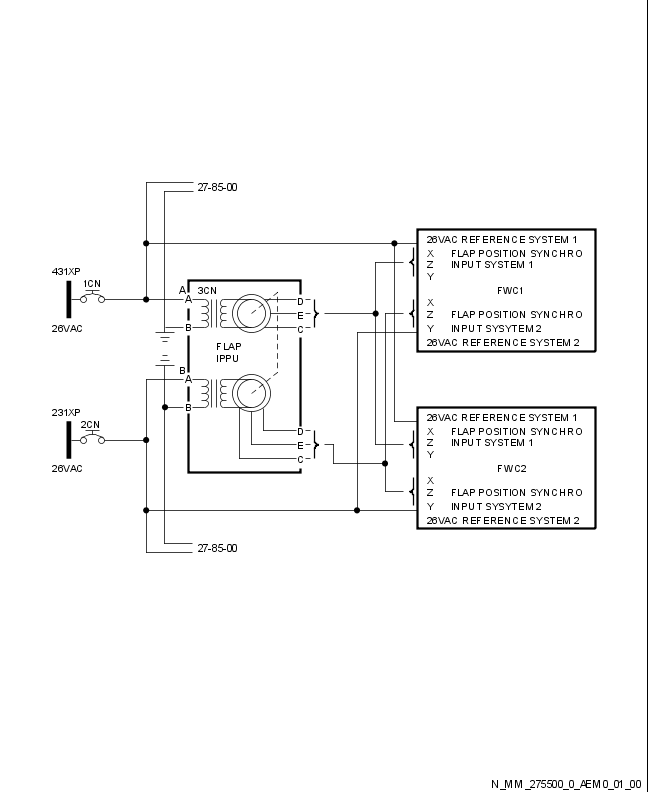 27-85-00
431XP
1CN
26VAC
A
3CN
A
B
D
E
C
FLAP
IPPU
B
A
B
D
E
C
231XP
2CN
26VAC
27-85-00
26VAC REFERENCE SYSTEM 1
X FLAP POSITION SYNCHRO
Z INPUT SYSTEM 1
Y
FWC1
X
Z FLAP POSITION SYNCHRO
Y INPUT SYSYTEM 2
26VAC REFERENCE SYSTEM 2
26VAC REFERENCE SYSTEM 1
X FLAP POSITION SYNCHRO
Z INPUT SYSTEM 1
Y
FWC2
X
Z FLAP POSITION SYNCHRO
Y INPUT SYSYTEM 2
26VAC REFERENCE SYSTEM 2
N_MM_275500_0_AEM0_01_00